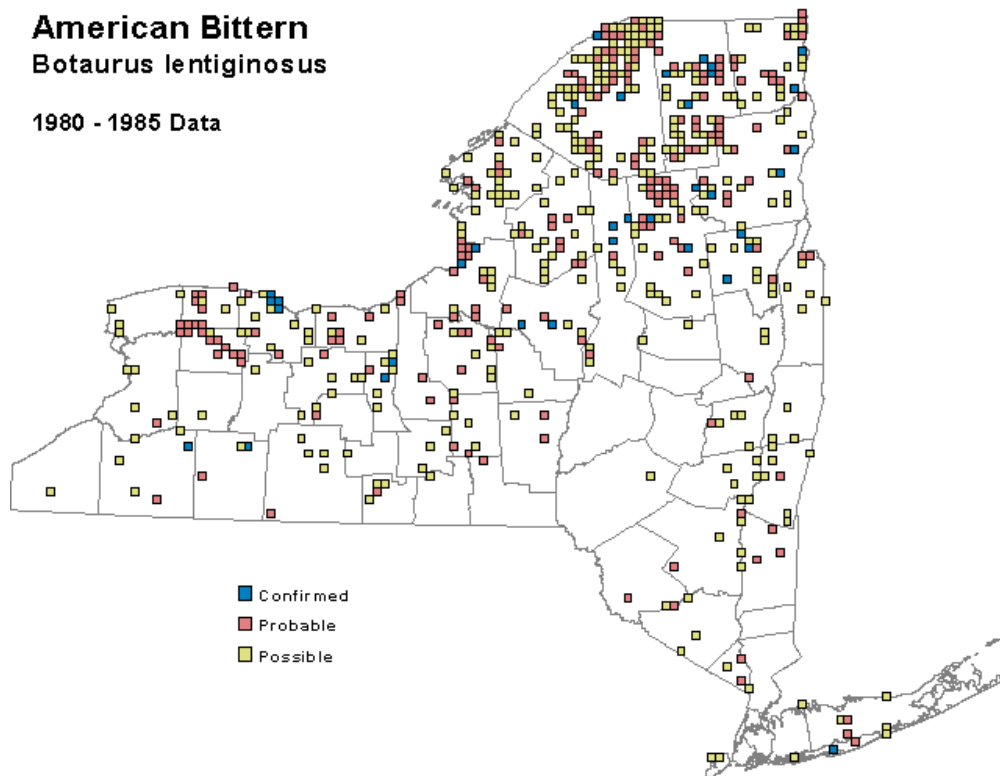 American Bittern
Botaurus lentiginosus
1980 - 1985 Data
Confirmed
Probable
Possible